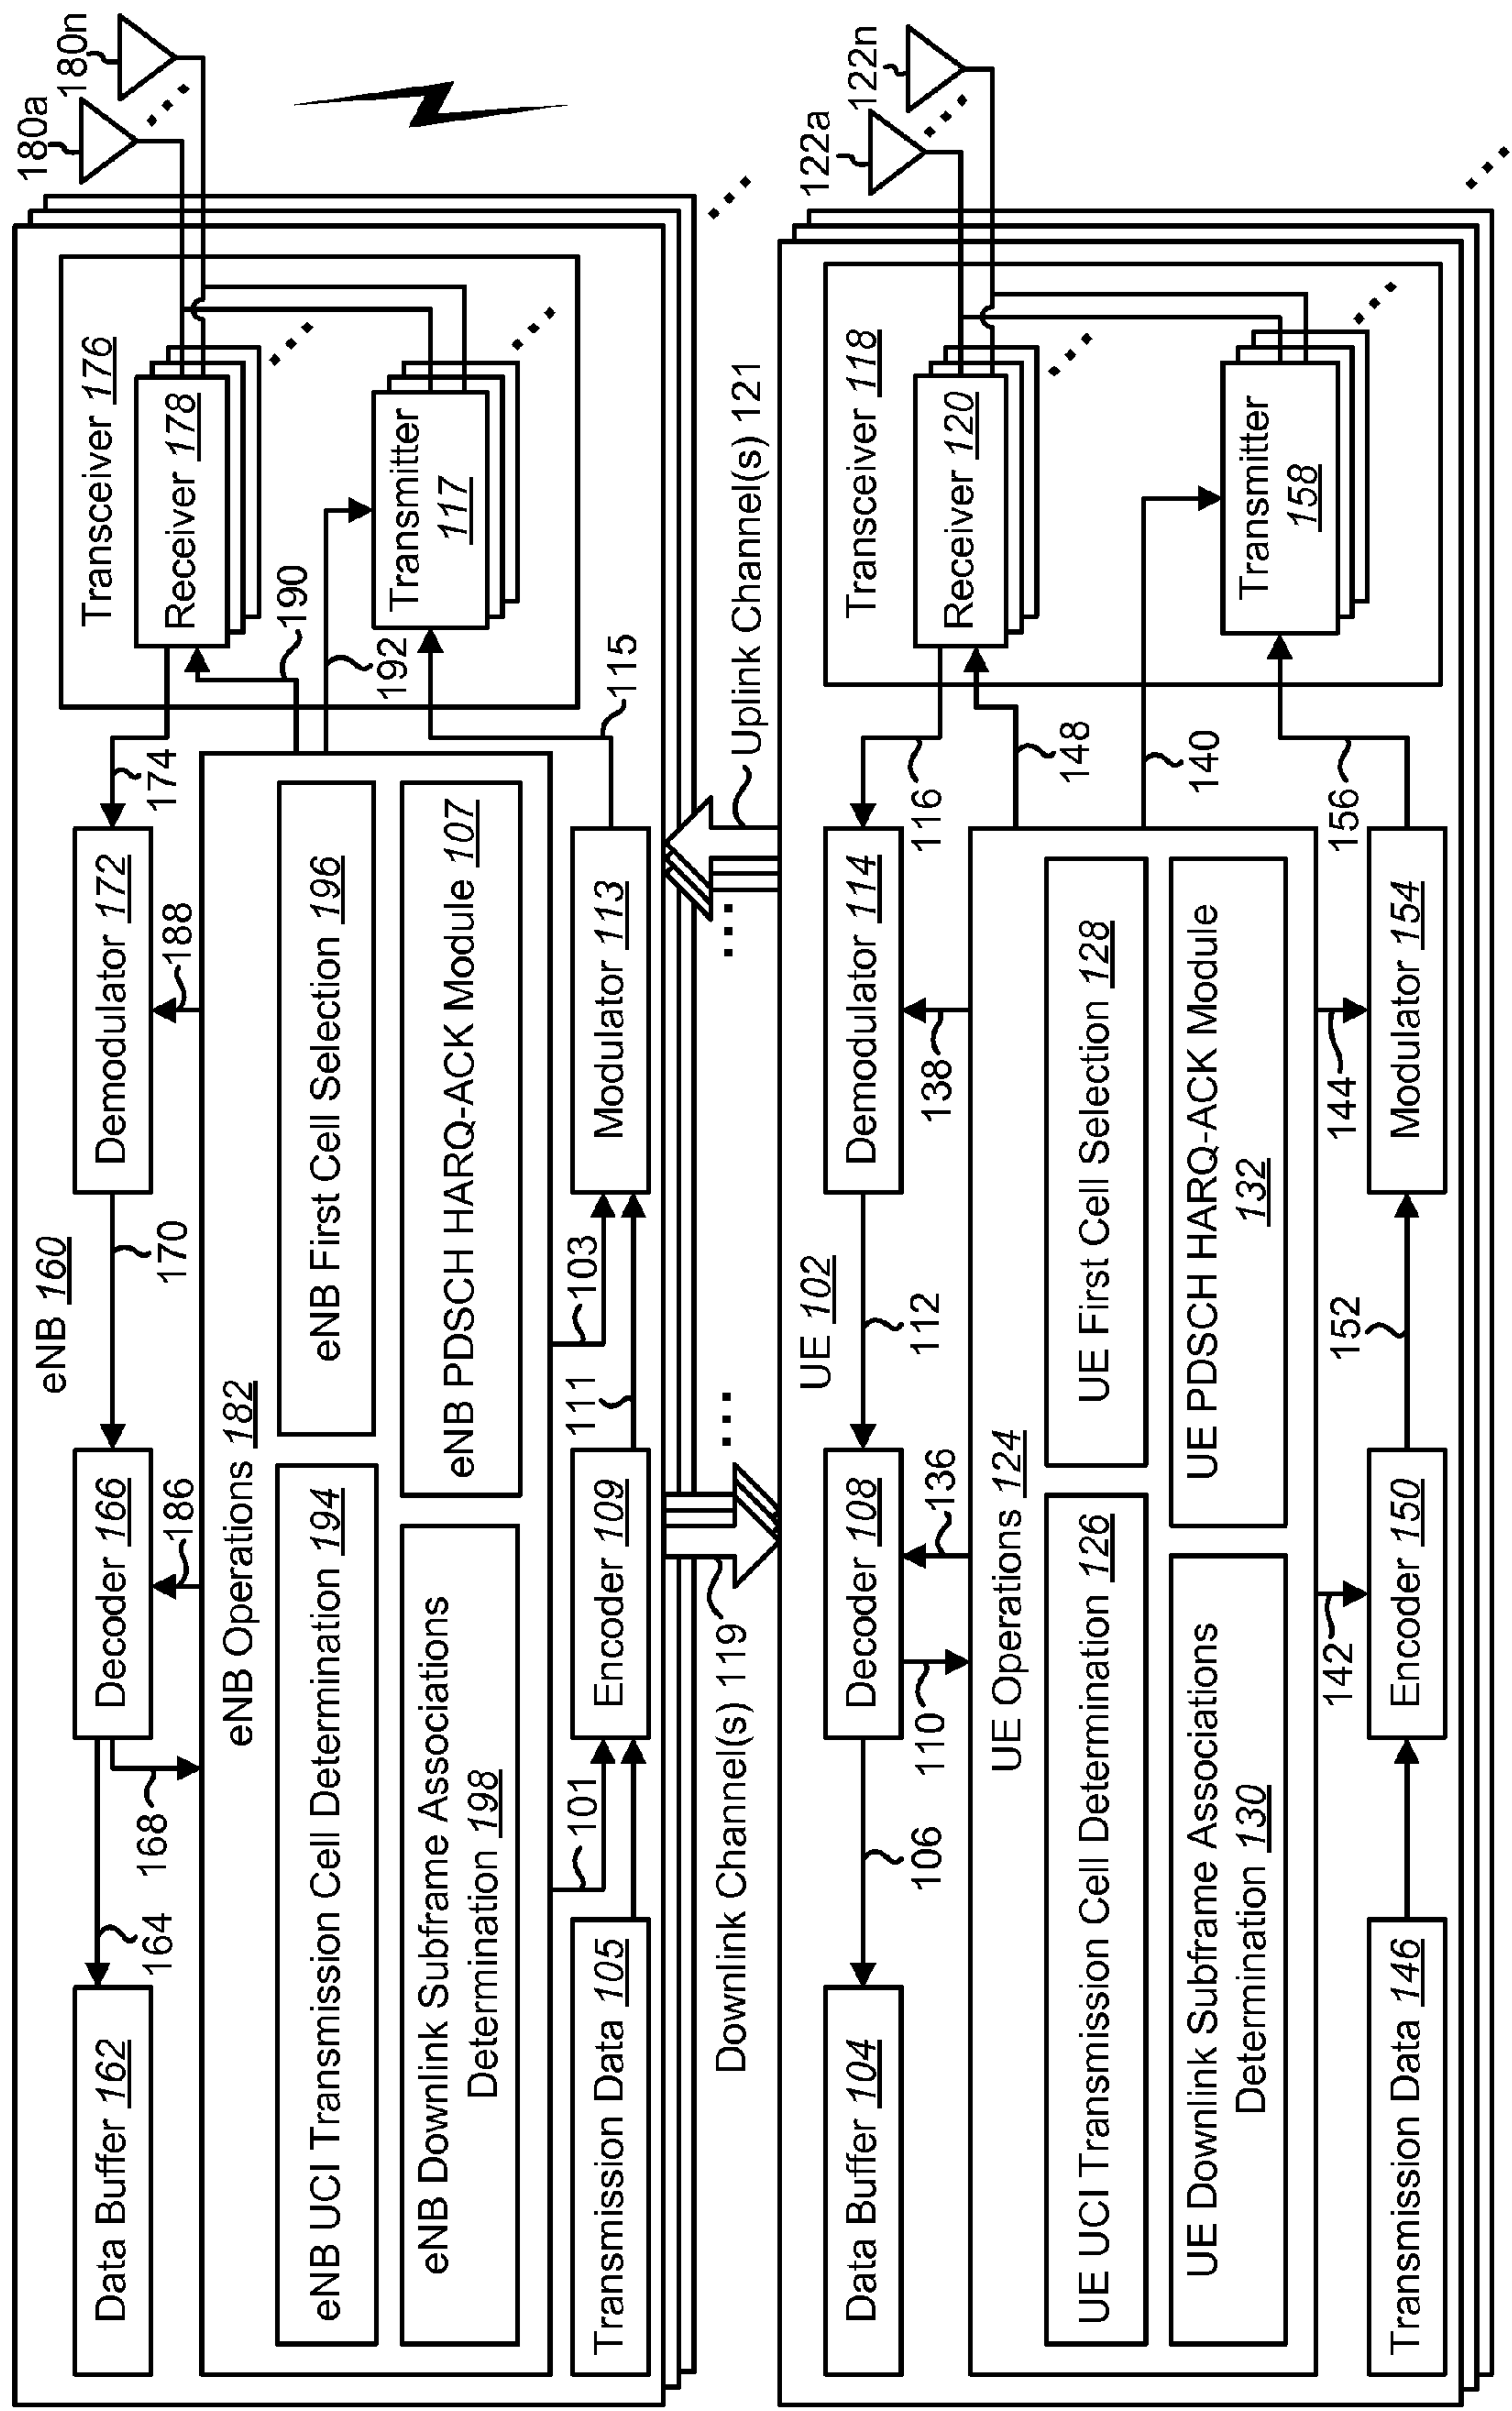 eNB 160
180a
180n
Data Buffer 162
164
Decoder 166
168
186
170
Demodulator 172
188
174
Transceiver 176
Receiver 178
190
192
Transmitter
117
eNB Operations 182
eNB UCI Transmission Cell Determination 194
eNB First Cell Selection 196
eNB Downlink Subframe Associations
Determination 198
eNB PDSCH HARQ-ACK Module 107
101
103
Transmission Data 105
Encoder 109
111
Modulator 113
115
Downlink Channel(s) 119
Uplink Channel(s) 121
UE 102
122a
122n
Data Buffer 104
106
Decoder 108
110
136
112
Demodulator 114
138
116
Transceiver 118
Receiver 120
148
140
Transmitter
158
UE Operations 124
UE UCI Transmission Cell Determination 126
UE First Cell Selection 128
UE Downlink Subframe Associations
Determination 130
UE PDSCH HARQ-ACK Module
132
142
144
Transmission Data 146
Encoder 150
152
Modulator 154
156